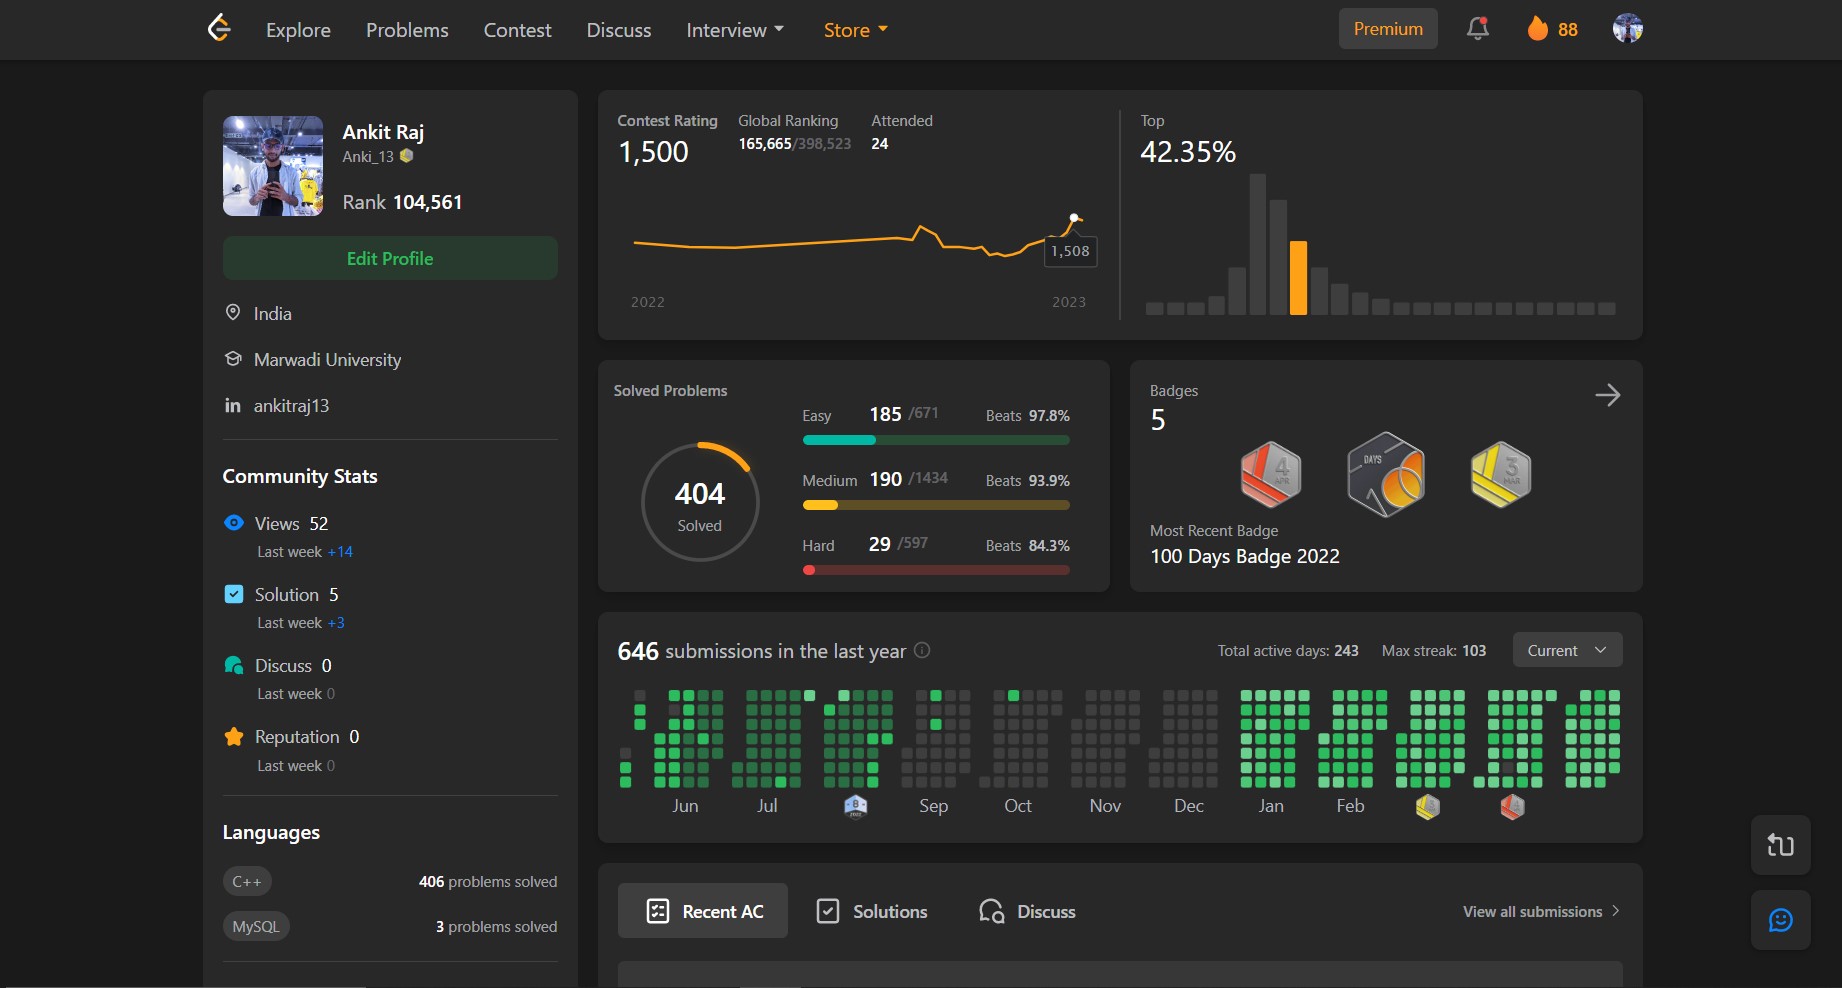 Explore Problems Contest Discuss Interview Store Premium 88
Ankit Raj
Anki_13
Rank 104,561
Edit Profile
India
Marwadi University
in ankitraj13
Community Stats
Views 52
Last week +14
Solution 5
Last week +3
Discuss 0
Last week 0
Reputation 0
Last week 0
Languages
C++ 406 problems solved
MySQL 3 problems solved
Contest Rating Global Ranking Attended
1,500 165,665/398,523 24
1,508
2022 2023
Top
42.35%
Solved Problems
404
Solved
Easy 185 /671 Beats 97.8%
Medium 190 /1434 Beats 93.9%
Hard 29 /597 Beats 84.3%
Badges
5
4
APR
DAYS
3
MAR
Most Recent Badge
100 Days Badge 2022
646 submissions in the last year Total active days: 243 Max streak: 103 Current
Jun Jul Sep Oct Nov Dec Jan Feb
Recent AC Solutions Discuss View all submissions